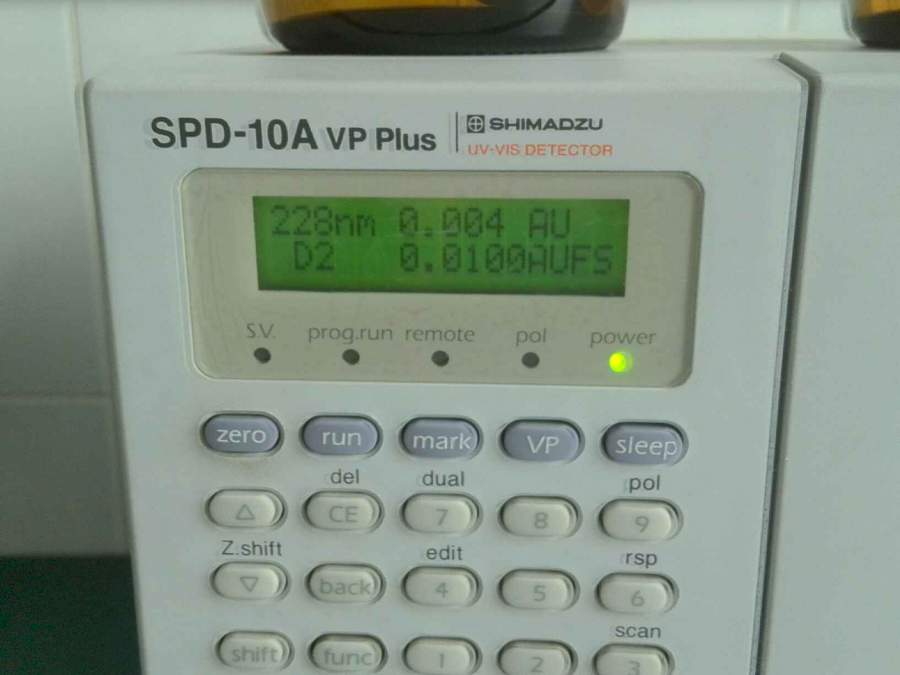 SPD-10A VP Plus
SHIMADZU
UV-VIS DETECTOR
228nm 0.004 AU
D2 0.0100AUFS
S.V. prog.run remote pol power
zero run mark VP sleep
del dual pol
△ CE 7 8 9
Z.shift edit rsp
▽ back 4 5 6
scan
shift func 1 2 3